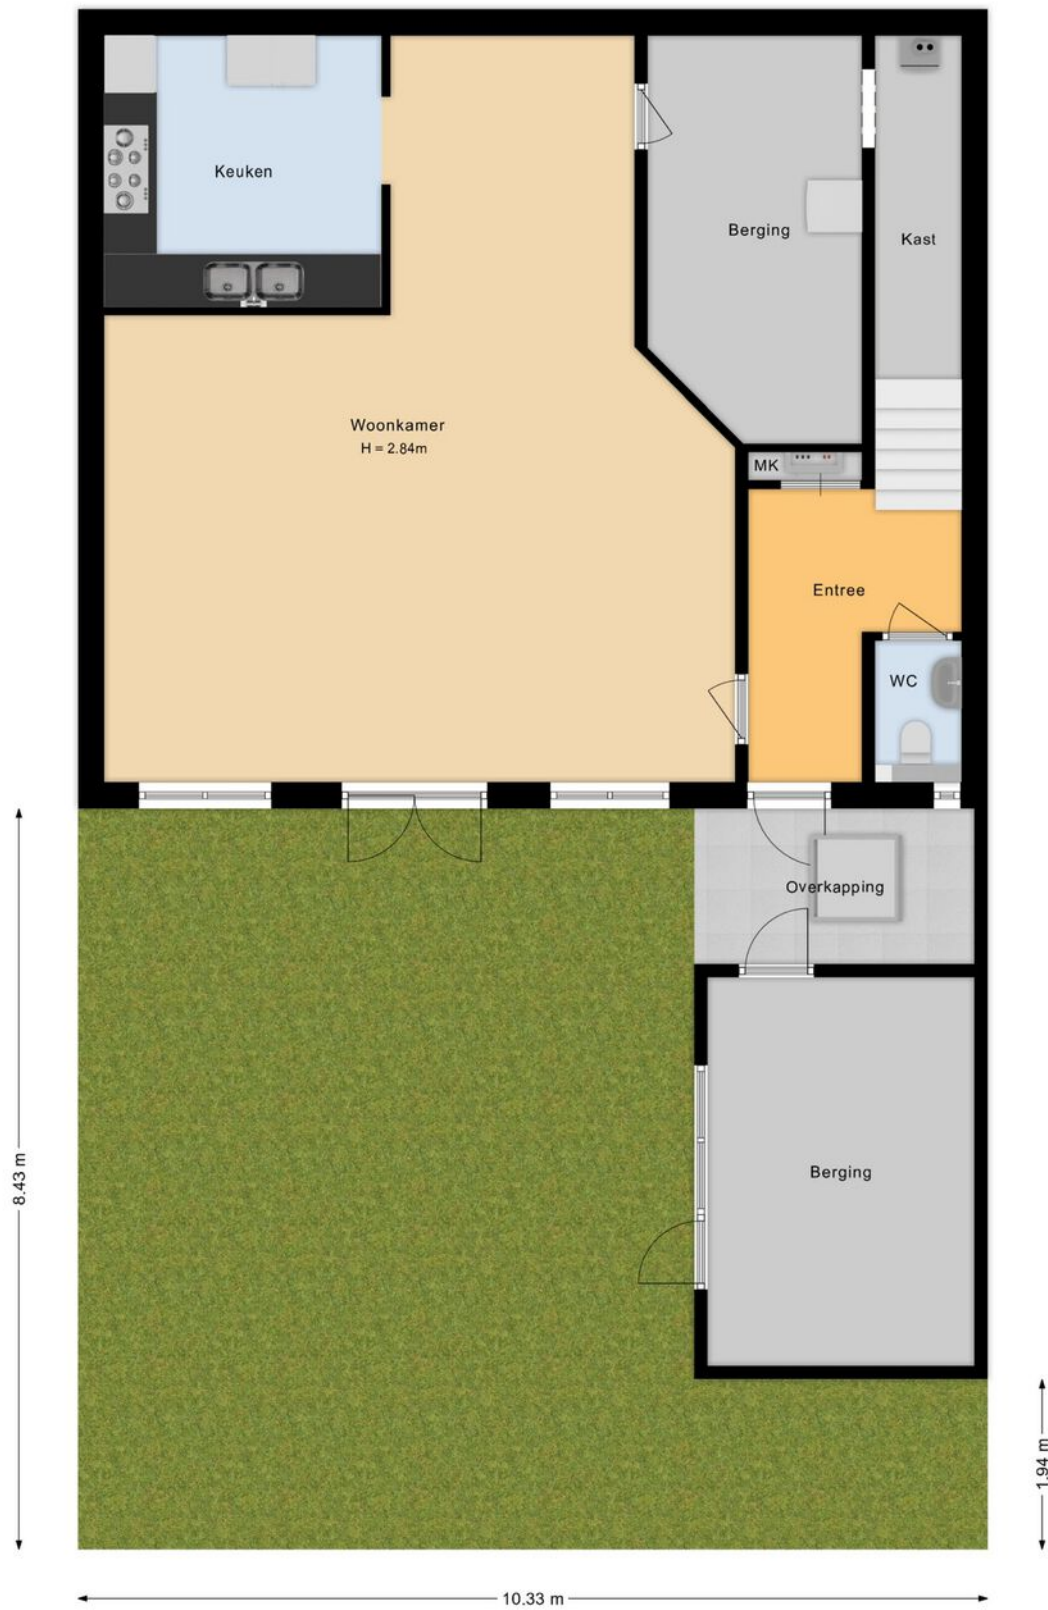 Keuken
Berging
Kast
Woonkamer
H = 2.84m
MK
Entree
WC
Overkapping
Berging
8.43 m
1.94 m
10.33 m